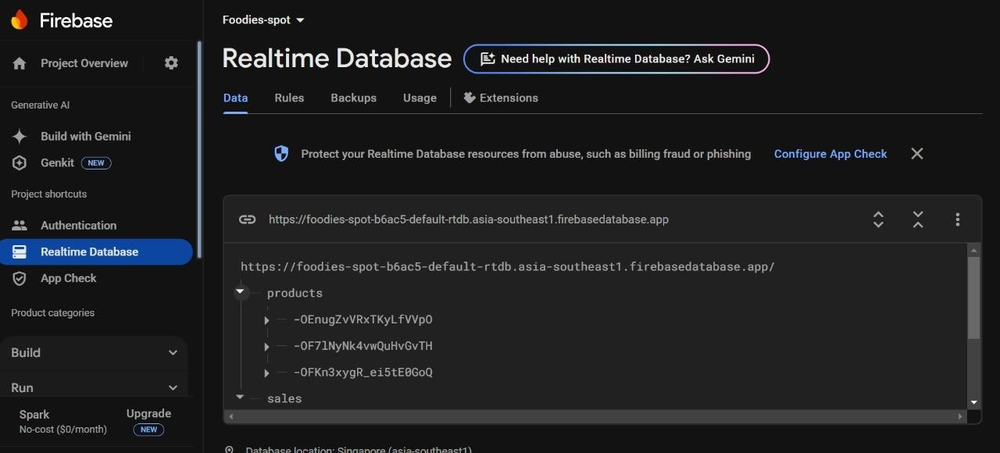 Firebase
Project Overview
Generative AI
Build with Gemini
Genkit NEW
Project shortcuts
Authentication
Realtime Database
App Check
Product categories
Build
Run
Spark
No-cost ($0/month)
Upgrade
NEW
Foodies-spot
Realtime Database
Need help with Realtime Database? Ask Gemini
Data Rules Backups Usage Extensions
Protect your Realtime Database resources from abuse, such as billing fraud or phishing Configure App Check
https://foodies-spot-b6ac5-default-rtdb.asia-southeast1.firebasedatabase.app
https://foodies-spot-b6ac5-default-rtdb.asia-southeast1.firebasedatabase.app/
products
-OEnugZvVRxTKyLfVVpO
-OF7lNyNk4vwQuHvGvTH
-OFKn3xygR_ei5tE0GoQ
sales
Database location: Singapore (asia-southeast1)